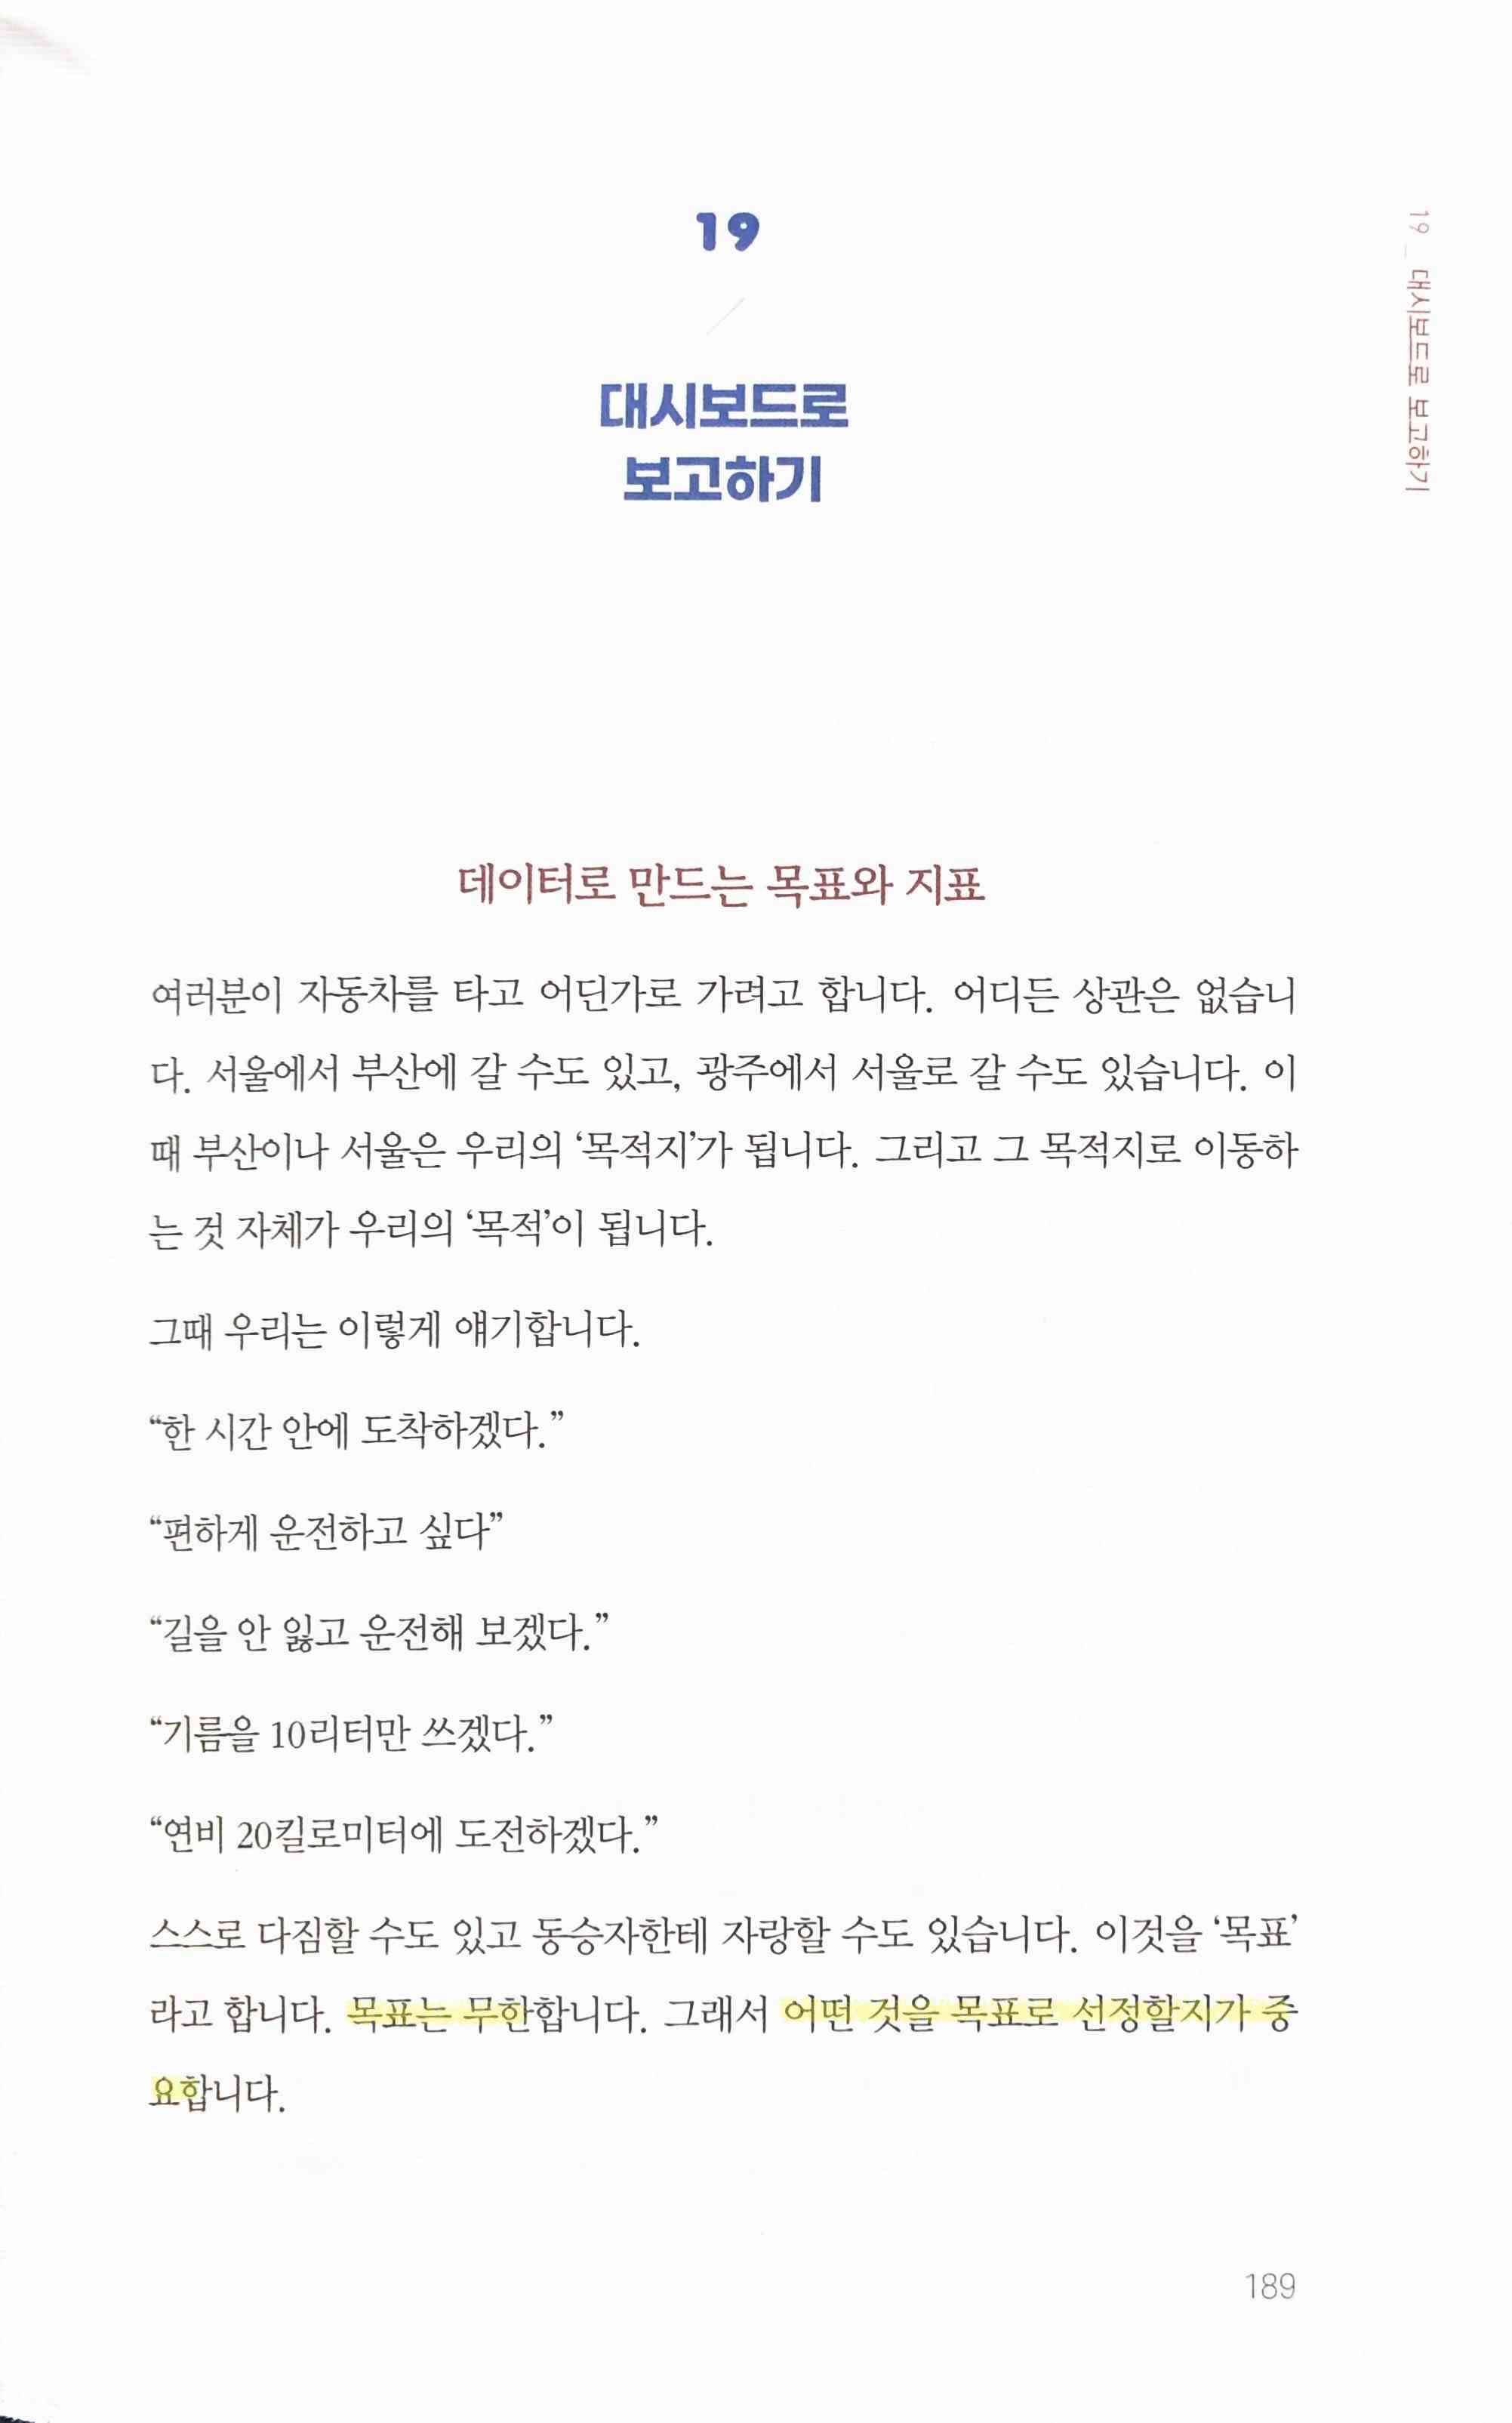 19
대시보드로
보고하기
19 _ 대시보드로 보고하기
데이터로 만드는 목표와 지표
여러분이 자동차를 타고 어딘가로 가려고 합니다. 어디든 상관은 없습니
다. 서울에서 부산에 갈 수도 있고, 광주에서 서울로 갈 수도 있습니다. 이
때 부산이나 서울은 우리의 ‘목적지’가 됩니다. 그리고 그 목적지로 이동하
는 것 자체가 우리의 ‘목적’이 됩니다.
그때 우리는 이렇게 얘기합니다.
“한 시간 안에 도착하겠다.”
“편하게 운전하고 싶다”
“길을 안 잃고 운전해 보겠다.”
“기름을 10리터만 쓰겠다.”
“연비 20킬로미터에 도전하겠다.”
스스로 다짐할 수도 있고 동승자한테 자랑할 수도 있습니다. 이것을 ‘목표’
라고 합니다. 목표는 무한합니다. 그래서 어떤 것을 목표로 선정할지가 중
요합니다.
189